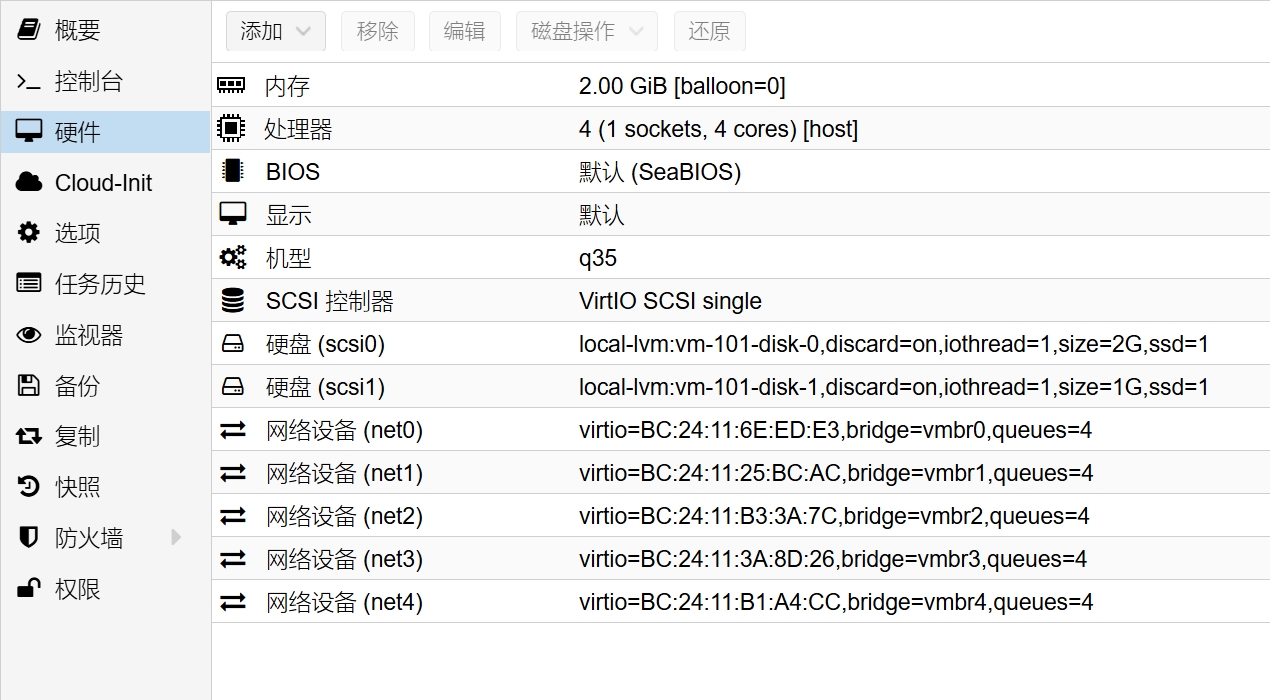 概要
控制台
硬件
Cloud-Init
选项
任务历史
监视器
备份
复制
快照
防火墙
权限
添加 移除 编辑 磁盘操作 还原
内存 2.00 GiB [balloon=0]
处理器 4 (1 sockets, 4 cores) [host]
BIOS 默认 (SeaBIOS)
显示 默认
机型 q35
SCSI 控制器 VirtIO SCSI single
硬盘 (scsi0) local-lvm:vm-101-disk-0,discard=on,iothread=1,size=2G,ssd=1
硬盘 (scsi1) local-lvm:vm-101-disk-1,discard=on,iothread=1,size=1G,ssd=1
网络设备 (net0) virtio=BC:24:11:6E:ED:E3,bridge=vmbr0,queues=4
网络设备 (net1) virtio=BC:24:11:25:BC:AC,bridge=vmbr1,queues=4
网络设备 (net2) virtio=BC:24:11:B3:3A:7C,bridge=vmbr2,queues=4
网络设备 (net3) virtio=BC:24:11:3A:8D:26,bridge=vmbr3,queues=4
网络设备 (net4) virtio=BC:24:11:B1:A4:CC,bridge=vmbr4,queues=4